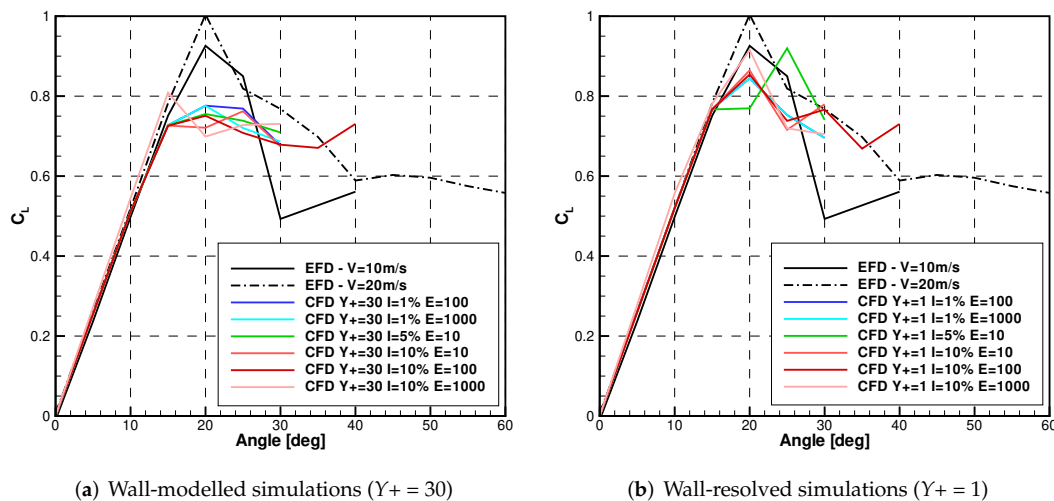 1
0.8
0.6
0.4
0.2
0
C_L
0 10 20 30 40 50 60
Angle [deg]
EFD - V=10m/s
EFD - V=20m/s
CFD Y+=30 I=1% E=100
CFD Y+=30 I=1% E=1000
CFD Y+=30 I=5% E=10
CFD Y+=30 I=10% E=10
CFD Y+=30 I=10% E=100
CFD Y+=30 I=10% E=1000
(a) Wall-modelled simulations (Y+ = 30)
1
0.8
0.6
0.4
0.2
0
C_L
0 10 20 30 40 50 60
Angle [deg]
EFD - V=10m/s
EFD - V=20m/s
CFD Y+=1 I=1% E=100
CFD Y+=1 I=1% E=1000
CFD Y+=1 I=5% E=10
CFD Y+=1 I=10% E=10
CFD Y+=1 I=10% E=100
CFD Y+=1 I=10% E=1000
(b) Wall-resolved simulations (Y+ = 1)